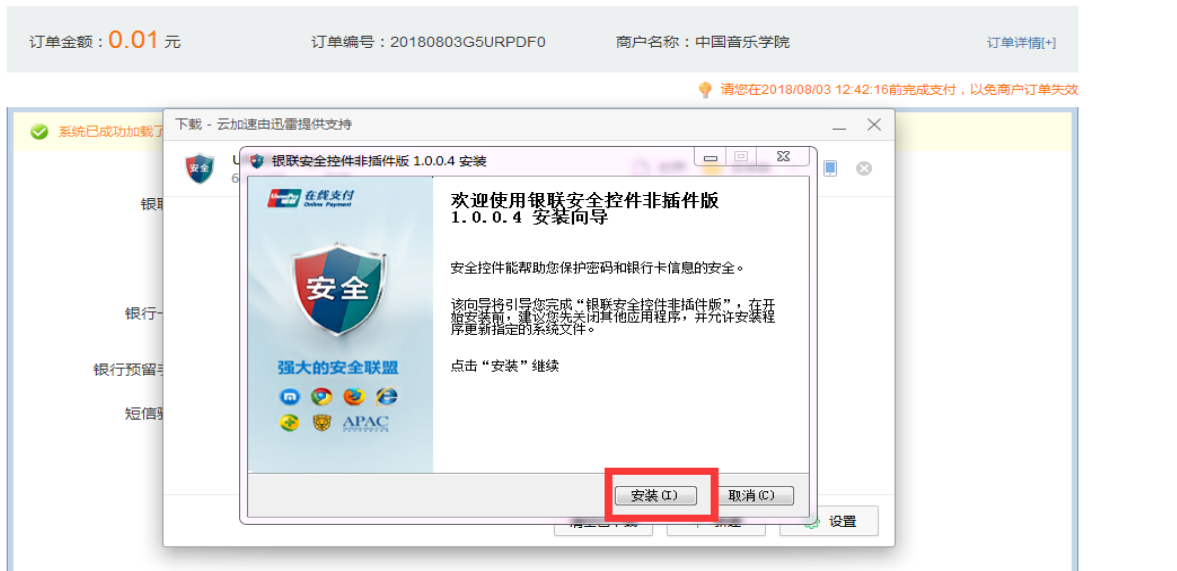 订单金额：0.01 元 订单编号：20180803G5URPDF0 商户名称：中国音乐学院 订单详情[+]
请您在2018/08/03 12:42:16前完成支付，以免商户订单失效
系统已成功加载了
下载 - 云加速由迅雷提供支持
安全
银联安全控件非插件版 1.0.0.4 安装
UnionPay 在线支付
Online Payment
欢迎使用银联安全控件非插件版
1.0.0.4 安装向导
安全控件能帮助您保护密码和银行卡信息的安全。
该向导将引导您完成“银联安全控件非插件版”，在开
始安装前，建议您先关闭其他应用程序，并允许安装程
序更新指定的系统文件。
点击“安装”继续
安全
强大的安全联盟
APAC
银联
银行
银行预留
短信
安装(I) 取消(C)
设置